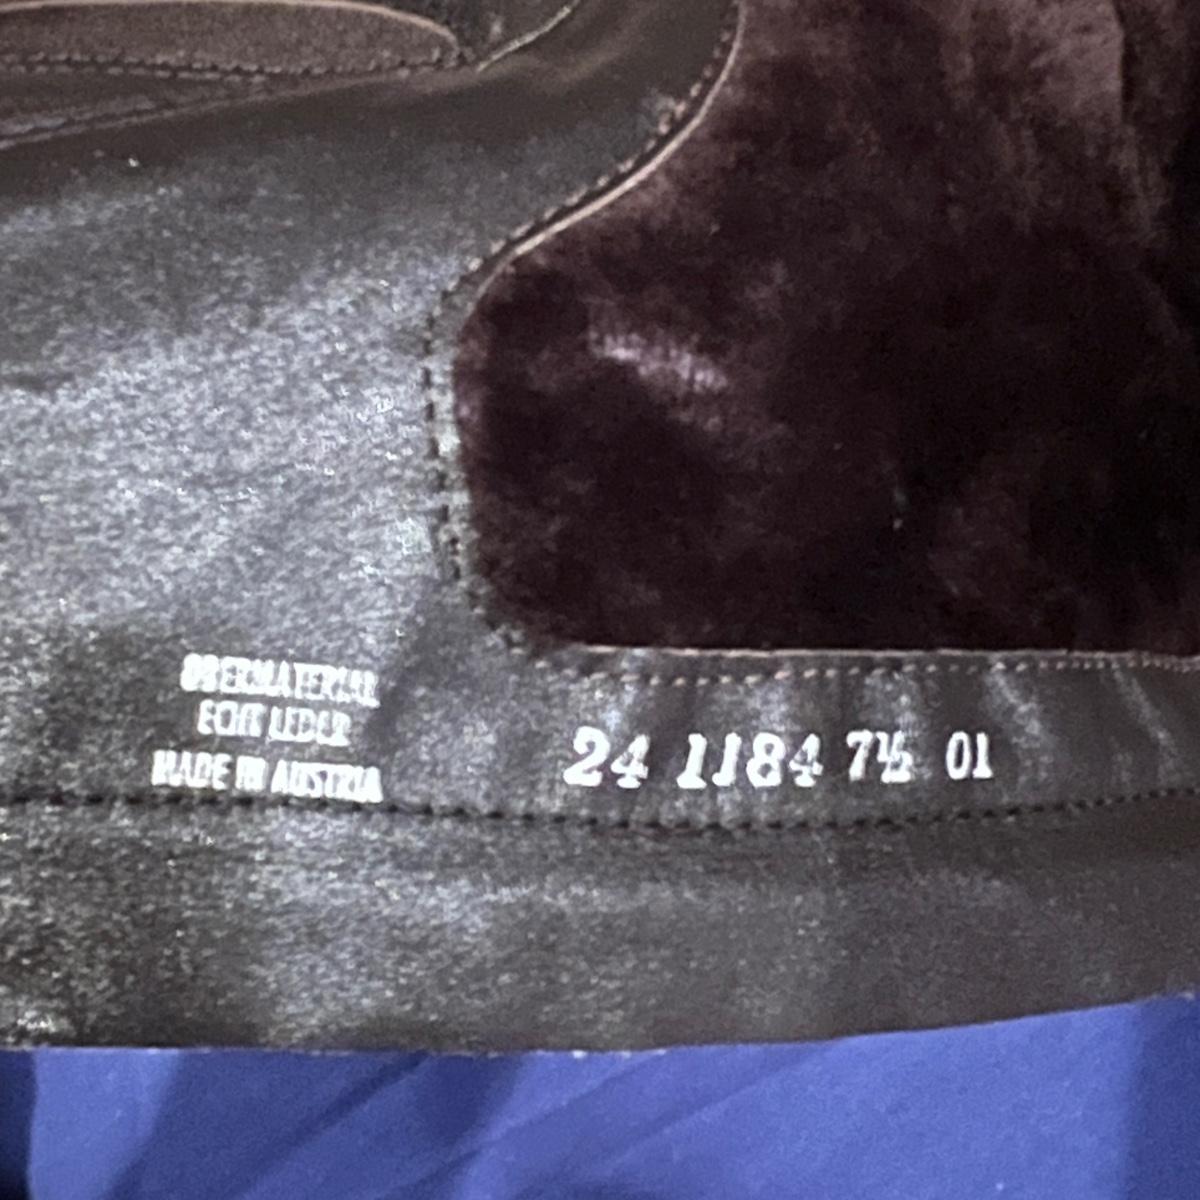 OBERMATERIAL
ECHT LEDER
MADE IN AUSTRIA
24 1184 7½ 01